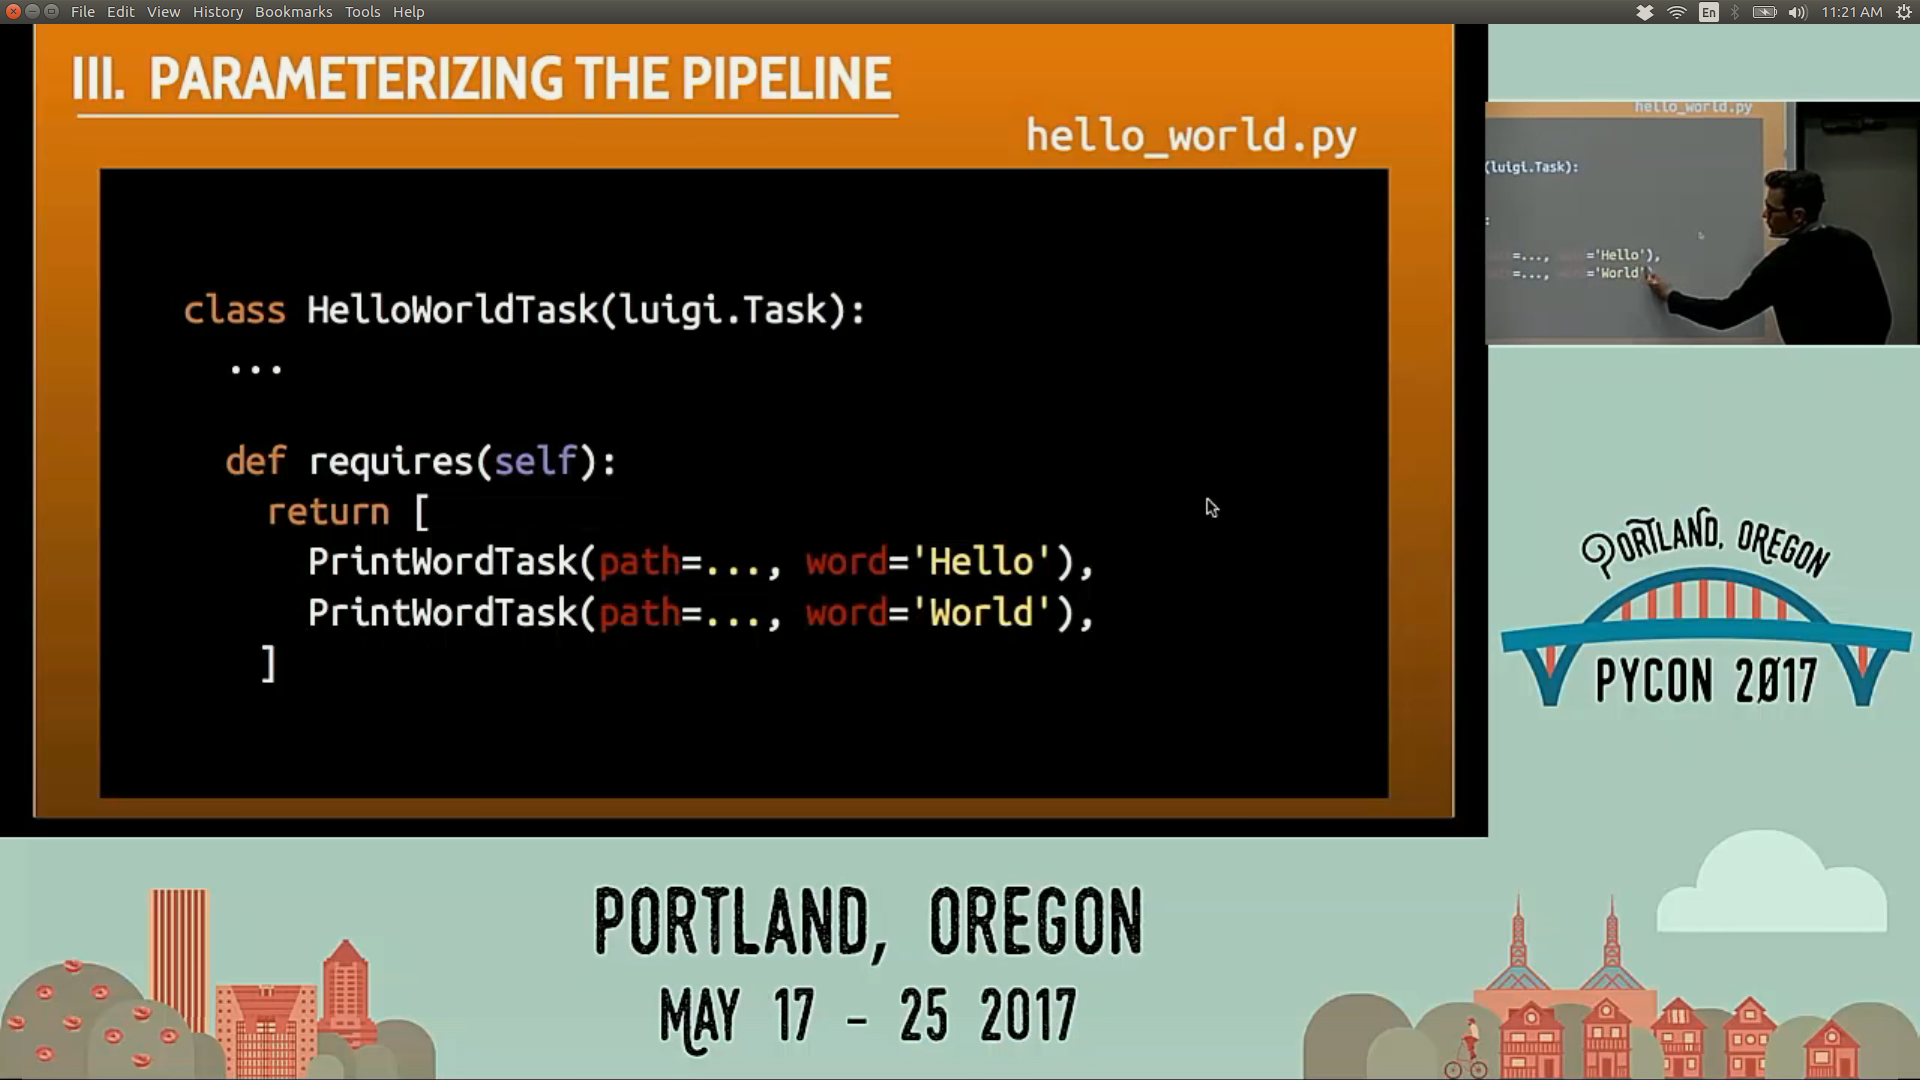 File Edit View History Bookmarks Tools Help
En
11:21 AM
III. PARAMETERIZING THE PIPELINE
hello_world.py
class HelloWorldTask(luigi.Task):
...
def requires(self):
return [
PrintWordTask(path=..., word='Hello'),
PrintWordTask(path=..., word='World'),
]
hello_world.py
(luigi.Task):
:
=..., word='Hello'),
=..., word='World'
PORTLAND, OREGON
PYCON 2017
PORTLAND, OREGON
MAY 17 - 25 2017